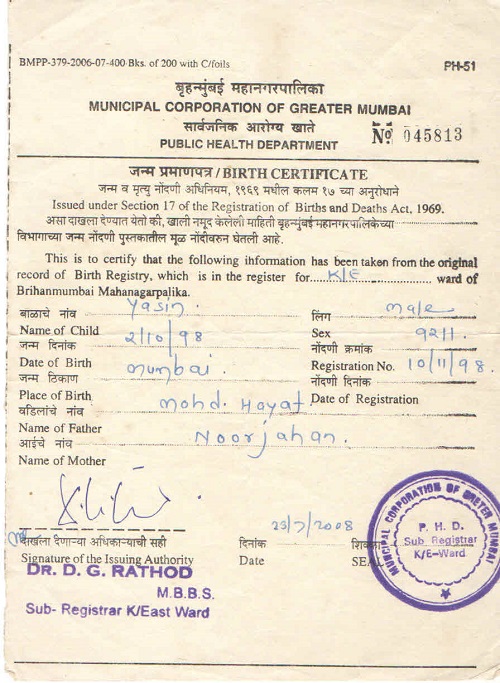 BMPP-379-2006-07-400 Bks. of 200 with C/foils
PH-51
बृहन्मुंबई महानगरपालिका
MUNICIPAL CORPORATION OF GREATER MUMBAI
सार्वजनिक आरोग्य खाते
PUBLIC HEALTH DEPARTMENT
№ 045813
जन्म प्रमाणपत्र / BIRTH CERTIFICATE
जन्म व मृत्यु नोंदणी अधिनियम, १९६९ मधील कलम १७ च्या अनुरोधाने
Issued under Section 17 of the Registration of Births and Deaths Act, 1969.
असा दाखला देण्यात येतो की, खाली नमूद केलेली माहिती बृहन्मुंबई महानगरपालिकेच्या
विभागाच्या जन्म नोंदणी पुस्तकातील मूळ नोंदीवरुन घेतली आहे.
This is to certify that the following information has been taken from the original
record of Birth Registry, which is in the register for......K/E......ward of
Brihanmumbai Mahanagarpalika.
बाळाचे नांव Yasin.
लिंग male
Name of Child
Sex
जन्म दिनांक 2/10/98
नोंदणी क्रमांक 9211.
Date of Birth
Registration No. 10/11/98.
जन्म ठिकाण mumbai.
नोंदणी दिनांक
Place of Birth
Date of Registration
वडिलांचे नांव mohd. Hayat.
Name of Father
आईचे नांव Noorjahan.
Name of Mother
दाखला देणाऱ्या अधिकाऱ्याची सही
दिनांक 23/7/2008
Signature of the Issuing Authority
Date
DR. D. G. RATHOD
M.B.B.S.
Sub- Registrar K/East Ward
MUNICIPAL CORPORATION OF GREATER MUMBAI
P. H. D.
Sub Registrar
K/E-Ward